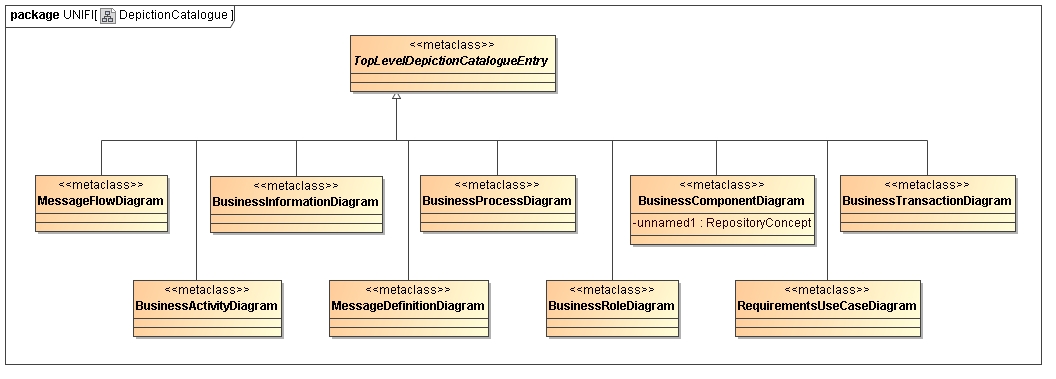 package UNIFI[ DepictionCatalogue ]
<<metaclass>>
TopLevelDepictionCatalogueEntry
<<metaclass>>
MessageFlowDiagram
<<metaclass>>
BusinessInformationDiagram
<<metaclass>>
BusinessProcessDiagram
<<metaclass>>
BusinessComponentDiagram
-unnamed1 : RepositoryConcept
<<metaclass>>
BusinessTransactionDiagram
<<metaclass>>
BusinessActivityDiagram
<<metaclass>>
MessageDefinitionDiagram
<<metaclass>>
BusinessRoleDiagram
<<metaclass>>
RequirementsUseCaseDiagram